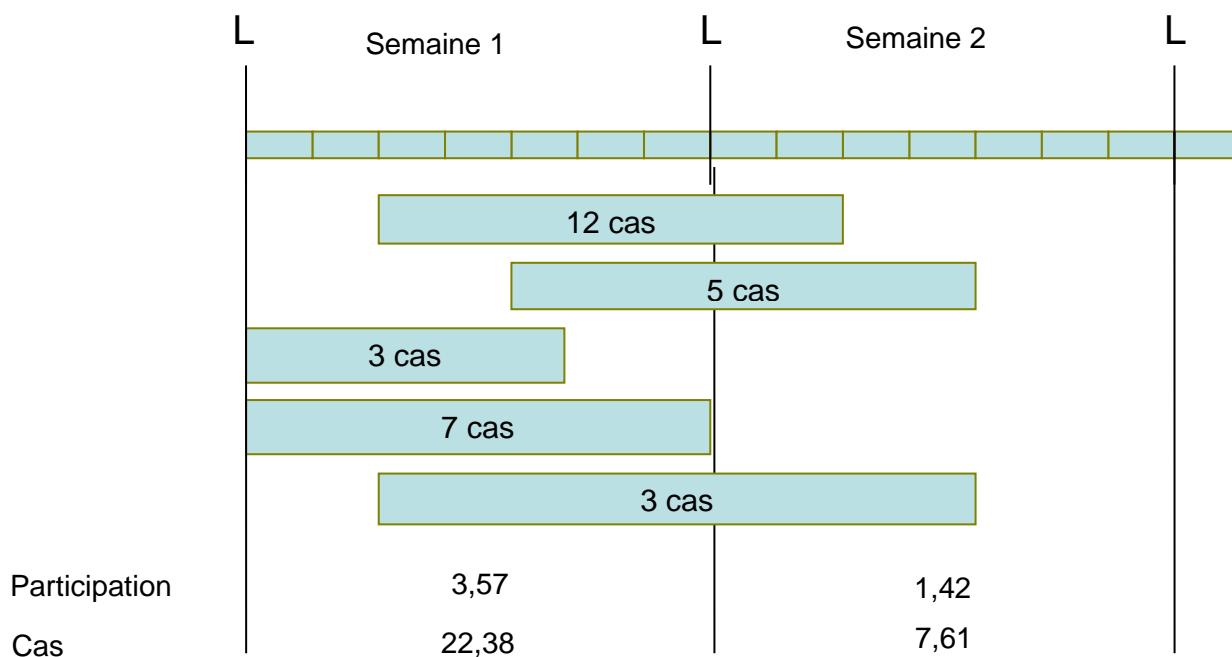 L Semaine 1 L Semaine 2 L
12 cas
5 cas
3 cas
7 cas
3 cas
Participation 3,57 1,42
Cas 22,38 7,61